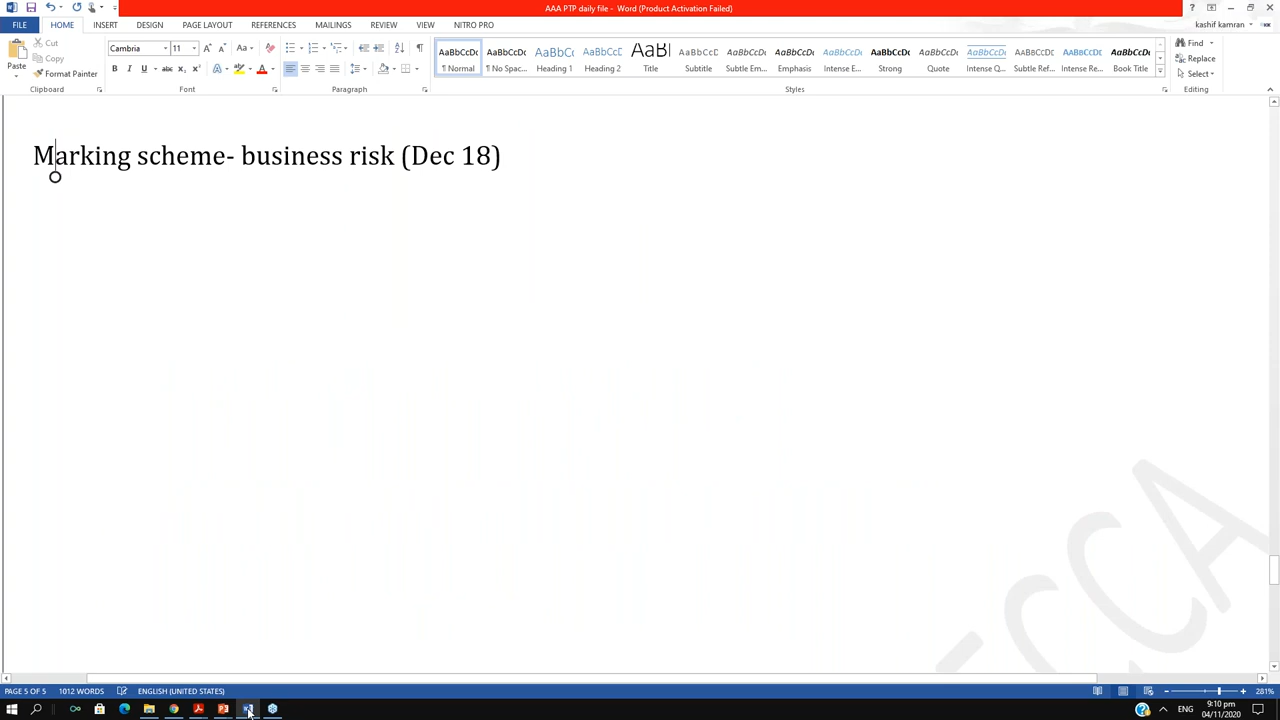 AAA PTP daily file - Word (Product Activation Failed)
FILE HOME INSERT DESIGN PAGE LAYOUT REFERENCES MAILINGS REVIEW VIEW NITRO PRO
kashif kamran
Paste
Cut
Copy
Format Painter
Clipboard
Cambria 11
Font
Paragraph
AaBbCcDc AaBbCcDc AaBbCc AaBbCcD AaBl AaBbCcD AaBbCcDc AaBbCcDc AaBbCcDc AaBbCcDc AaBbCcDc AaBbCcDc AaBbCcDc AaBbCcDc AaBbCcDc
¶ Normal ¶ No Spac... Heading 1 Heading 2 Title Subtitle Subtle Em... Emphasis Intense E... Strong Quote Intense Q... Subtle Ref... Intense Re... Book Title
Styles
Find
Replace
Select
Editing
Marking scheme- business risk (Dec 18)
ECCA
PAGE 5 OF 5 1012 WORDS ENGLISH (UNITED STATES) 281%
ENG 9:10 pm
04/11/2020